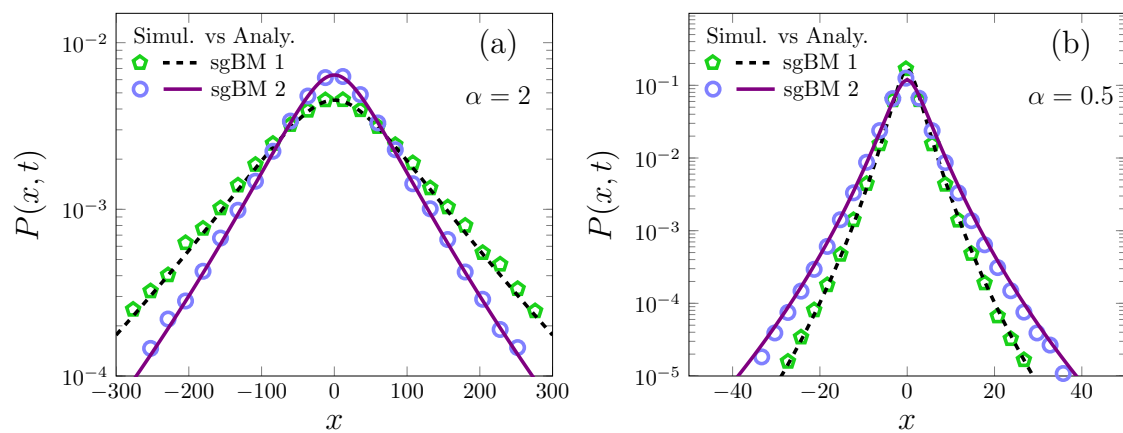 Simul. vs Analy.
sgBM 1
sgBM 2
(a)
α = 2
10⁻²
10⁻³
10⁻⁴
P(x, t)
−300 −200 −100 0 100 200 300
x
Simul. vs Analy.
sgBM 1
sgBM 2
(b)
α = 0.5
10⁻¹
10⁻²
10⁻³
10⁻⁴
10⁻⁵
P(x, t)
−40 −20 0 20 40
x